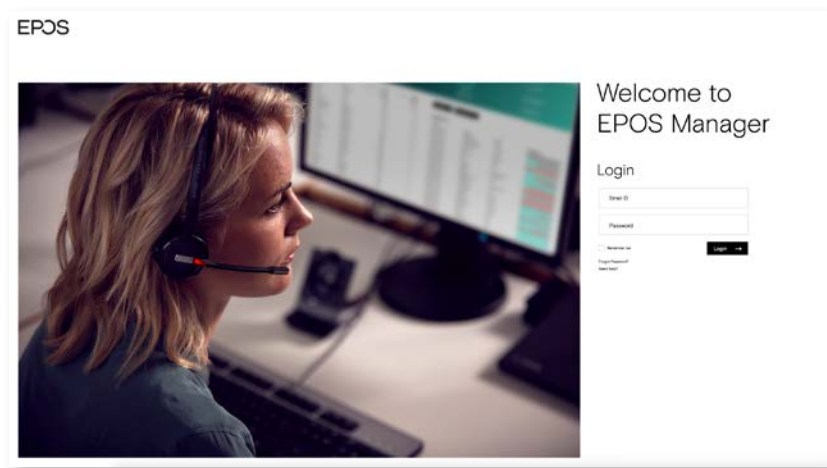 EPOS
Welcome to
EPOS Manager
Login
Email ID
Password
Remember me
Login
Forgot Password?
Need help?